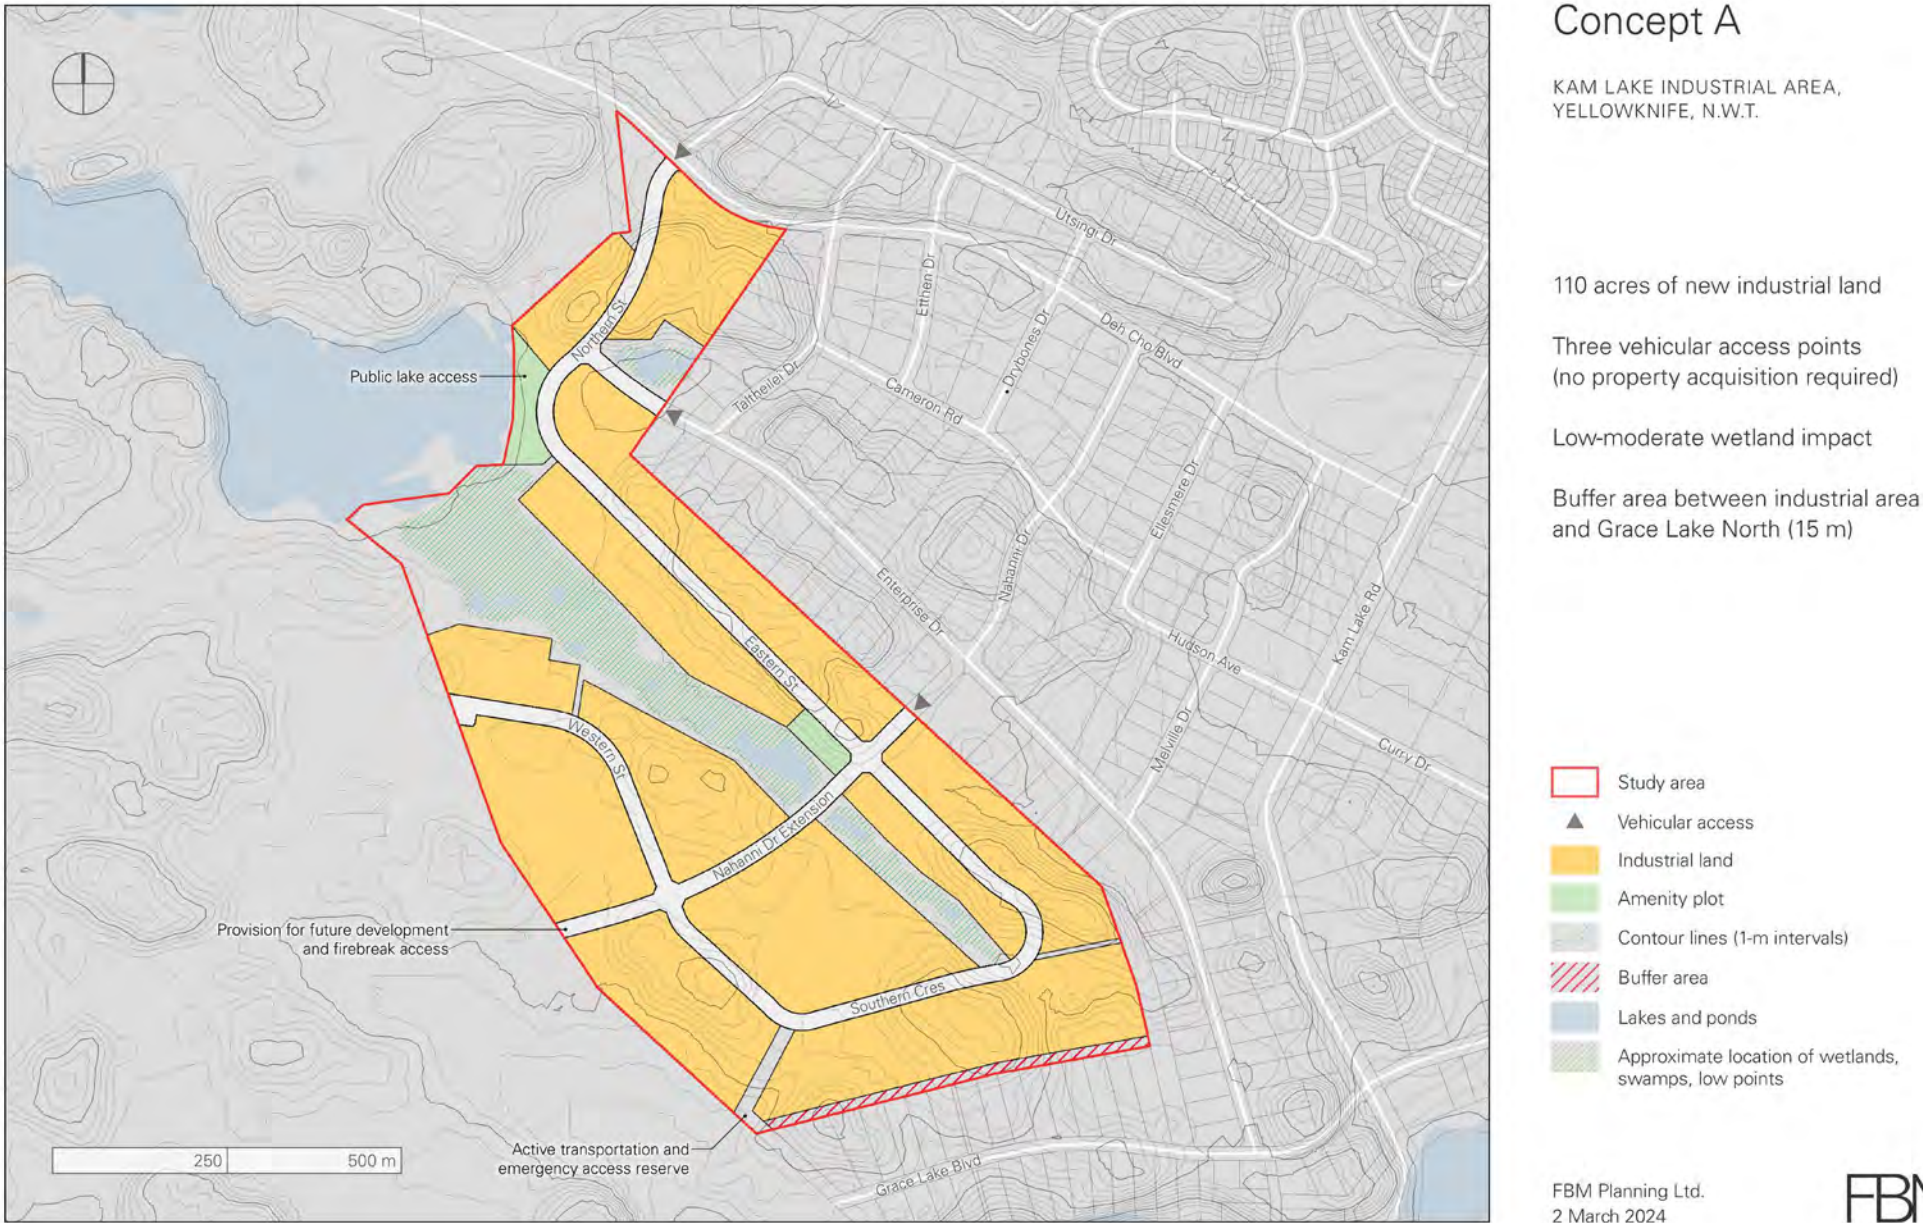 Concept A
KAM LAKE INDUSTRIAL AREA,
YELLOWKNIFE, N.W.T.
110 acres of new industrial land
Three vehicular access points
(no property acquisition required)
Low-moderate wetland impact
Buffer area between industrial area
and Grace Lake North (15 m)
Study area
Vehicular access
Industrial land
Amenity plot
Contour lines (1-m intervals)
Buffer area
Lakes and ponds
Approximate location of wetlands,
swamps, low points
FBM Planning Ltd.
2 March 2024
Utsingi Dr
Etthen Dr
Drybones Dr
Deh Cho Blvd
Northern St
Public lake access
Taltheilei Dr
Cameron Rd
Ellesmere Dr
Nahanni Dr
Enterprise Dr
Kam Lake Rd
Hudson Ave
Eastern St
Western St
Melville Dr
Curry Dr
Nahanni Dr Extension
Provision for future development
and firebreak access
Southern Cres
Active transportation and
emergency access reserve
Grace Lake Blvd
250
500 m